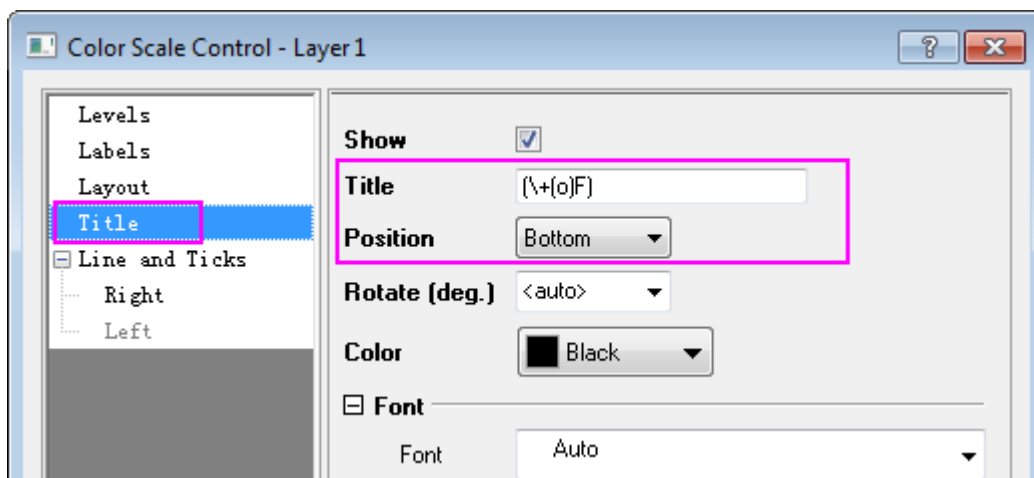 Color Scale Control - Layer 1
Levels
Labels
Layout
Title
Line and Ticks
Right
Left
Show
Title (\+(o)F)
Position Bottom
Rotate (deg.) <auto>
Color Black
Font
Font Auto